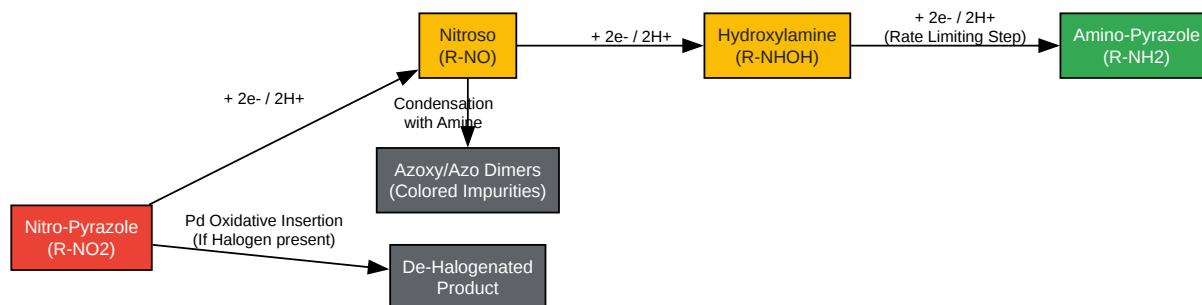 Nitroso
(R-NO)
+ 2e- / 2H+
Hydroxylamine
(R-NHOH)
+ 2e- / 2H+
(Rate Limiting Step)
Amino-Pyrazole
(R-NH2)
+ 2e- / 2H+
Condensation
with Amine
Azoxy/Azo Dimers
(Colored Impurities)
Nitro-Pyrazole
(R-NO2)
Pd Oxidative Insertion
(If Halogen present)
De-Halogenated
Product